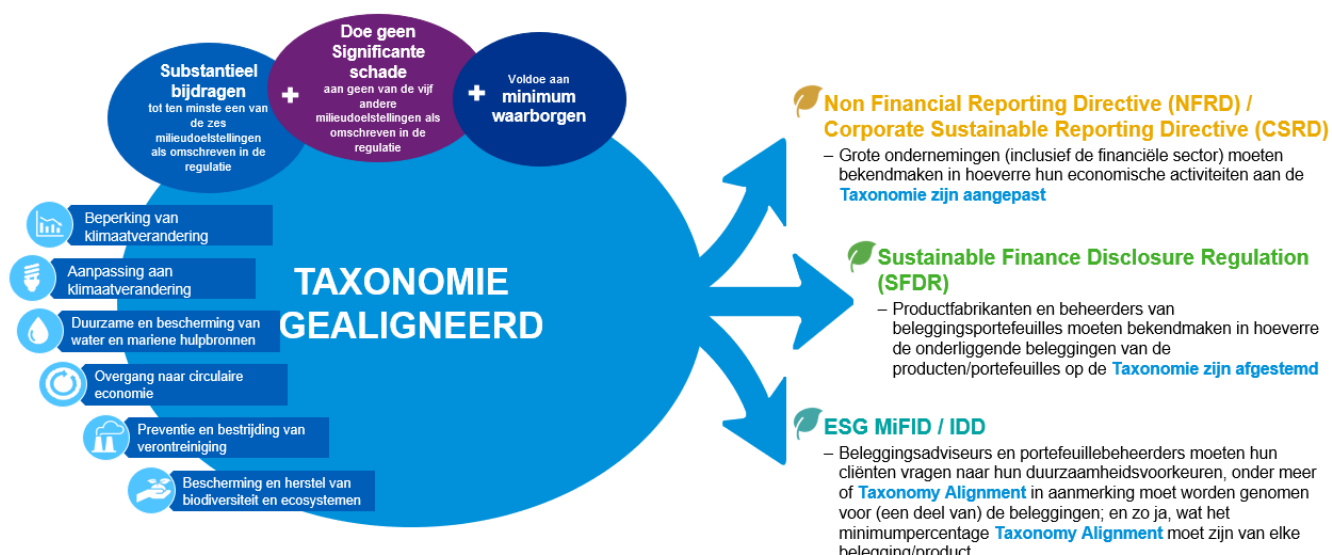 Substantieel
bijdragen
tot ten minste een van
de zes
milieudoelstellingen
als omschreven in de
regulatie
+
Doe geen
Significante
schade
aan geen van de vijf
andere
milieudoelstellingen als
omschreven in de
regulatie
+
Voldoe aan
minimum
waarborgen
Beperking van
klimaatverandering
Aanpassing aan
klimaatverandering
Duurzame en bescherming van
water en mariene hulpbronnen
Overgang naar circulaire
economie
Preventie en bestrijding van
verontreiniging
Bescherming en herstel van
biodiversiteit en ecosystemen
TAXONOMIE
GEALIGNEERD
Non Financial Reporting Directive (NFRD) /
Corporate Sustainable Reporting Directive (CSRD)
– Grote ondernemingen (inclusief de financiële sector) moeten
bekendmaken in hoeverre hun economische activiteiten aan de
Taxonomie zijn aangepast
Sustainable Finance Disclosure Regulation
(SFDR)
– Productfabrikanten en beheerders van
beleggingsportefeuilles moeten bekendmaken in hoeverre
de onderliggende beleggingen van de
producten/portefeuilles op de Taxonomie zijn afgestemd
ESG MiFID / IDD
– Beleggingsadviseurs en portefeuillebeheerders moeten hun
cliënten vragen naar hun duurzaamheidsvoorkeuren, onder meer
of Taxonomy Alignment in aanmerking moet worden genomen
voor (een deel van) de beleggingen; en zo ja, wat het
minimumpercentage Taxonomy Alignment moet zijn van elke
belegging/product